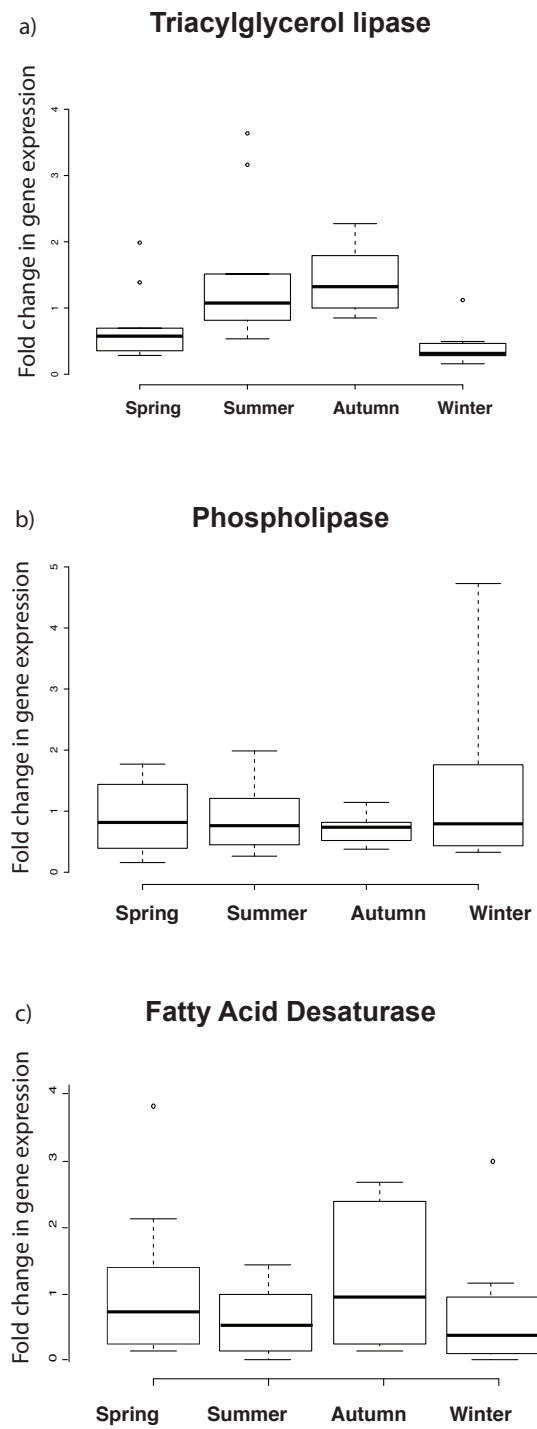 a)
Triacylglycerol lipase
Fold change in gene expression
4
3
2
1
0
Spring Summer Autumn Winter
b)
Phospholipase
Fold change in gene expression
5
4
3
2
1
0
Spring Summer Autumn Winter
c)
Fatty Acid Desaturase
Fold change in gene expression
4
3
2
1
0
Spring Summer Autumn Winter